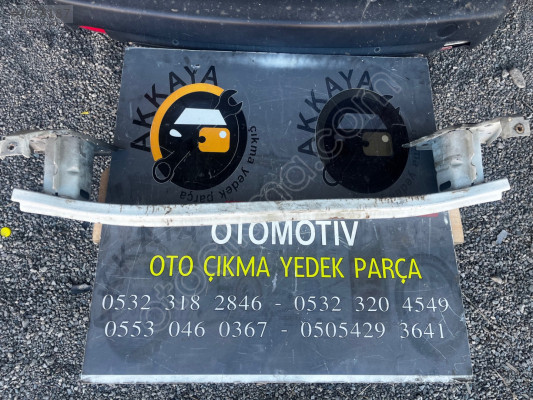 AKKAYA
çıkma yedek parça
AKKAYA
OTOMOTİV
OTO ÇIKMA YEDEK PARÇA
0532 318 2846 - 0532 320 4549
0553 046 0367 - 0505429 3641